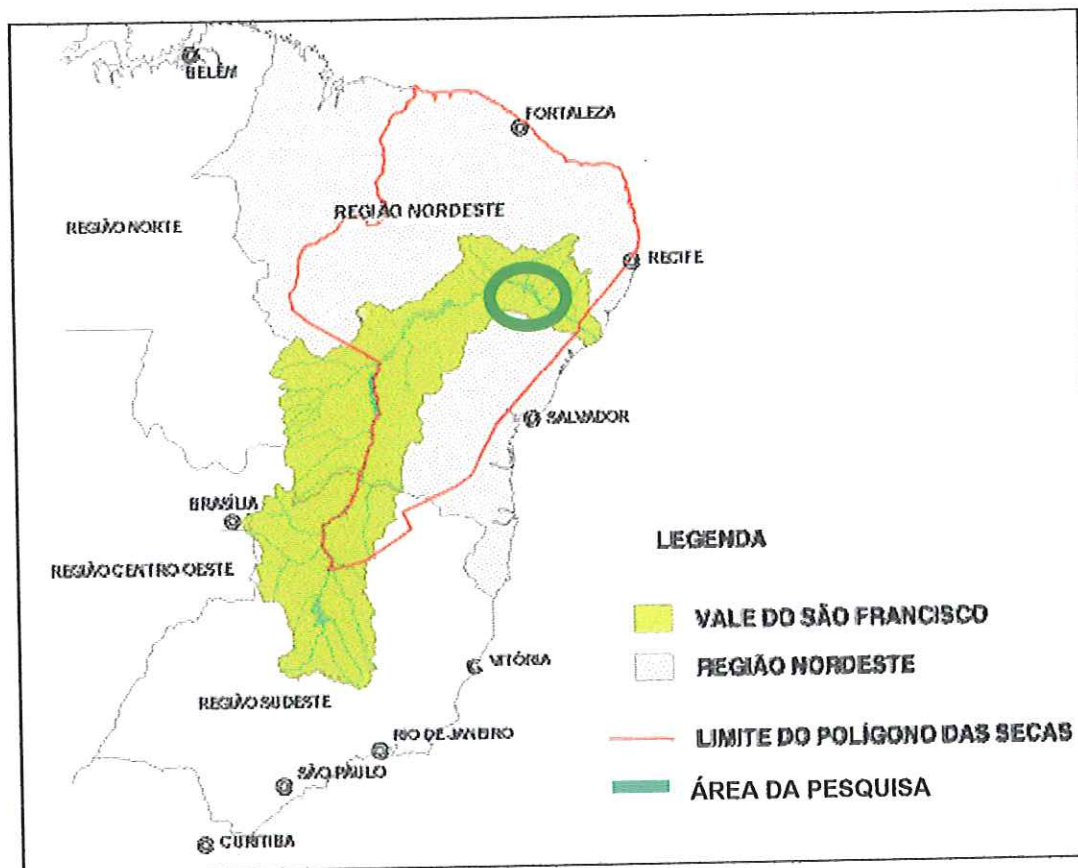 BELÉM
FORTALEZA
REGIÃO NORDESTE
REGIÃO NORTE
RECIFE
SALVADOR
BRASÍLIA
LEGENDA
REGIÃO CENTRO OESTE
VALE DO SÃO FRANCISCO
VITÓRIA
REGIÃO NORDESTE
REGIÃO SUDESTE
RIO DE JANEIRO
LIMITE DO POLÍGONO DAS SECAS
SÃO PAULO
ÁREA DA PESQUISA
CURITIBA